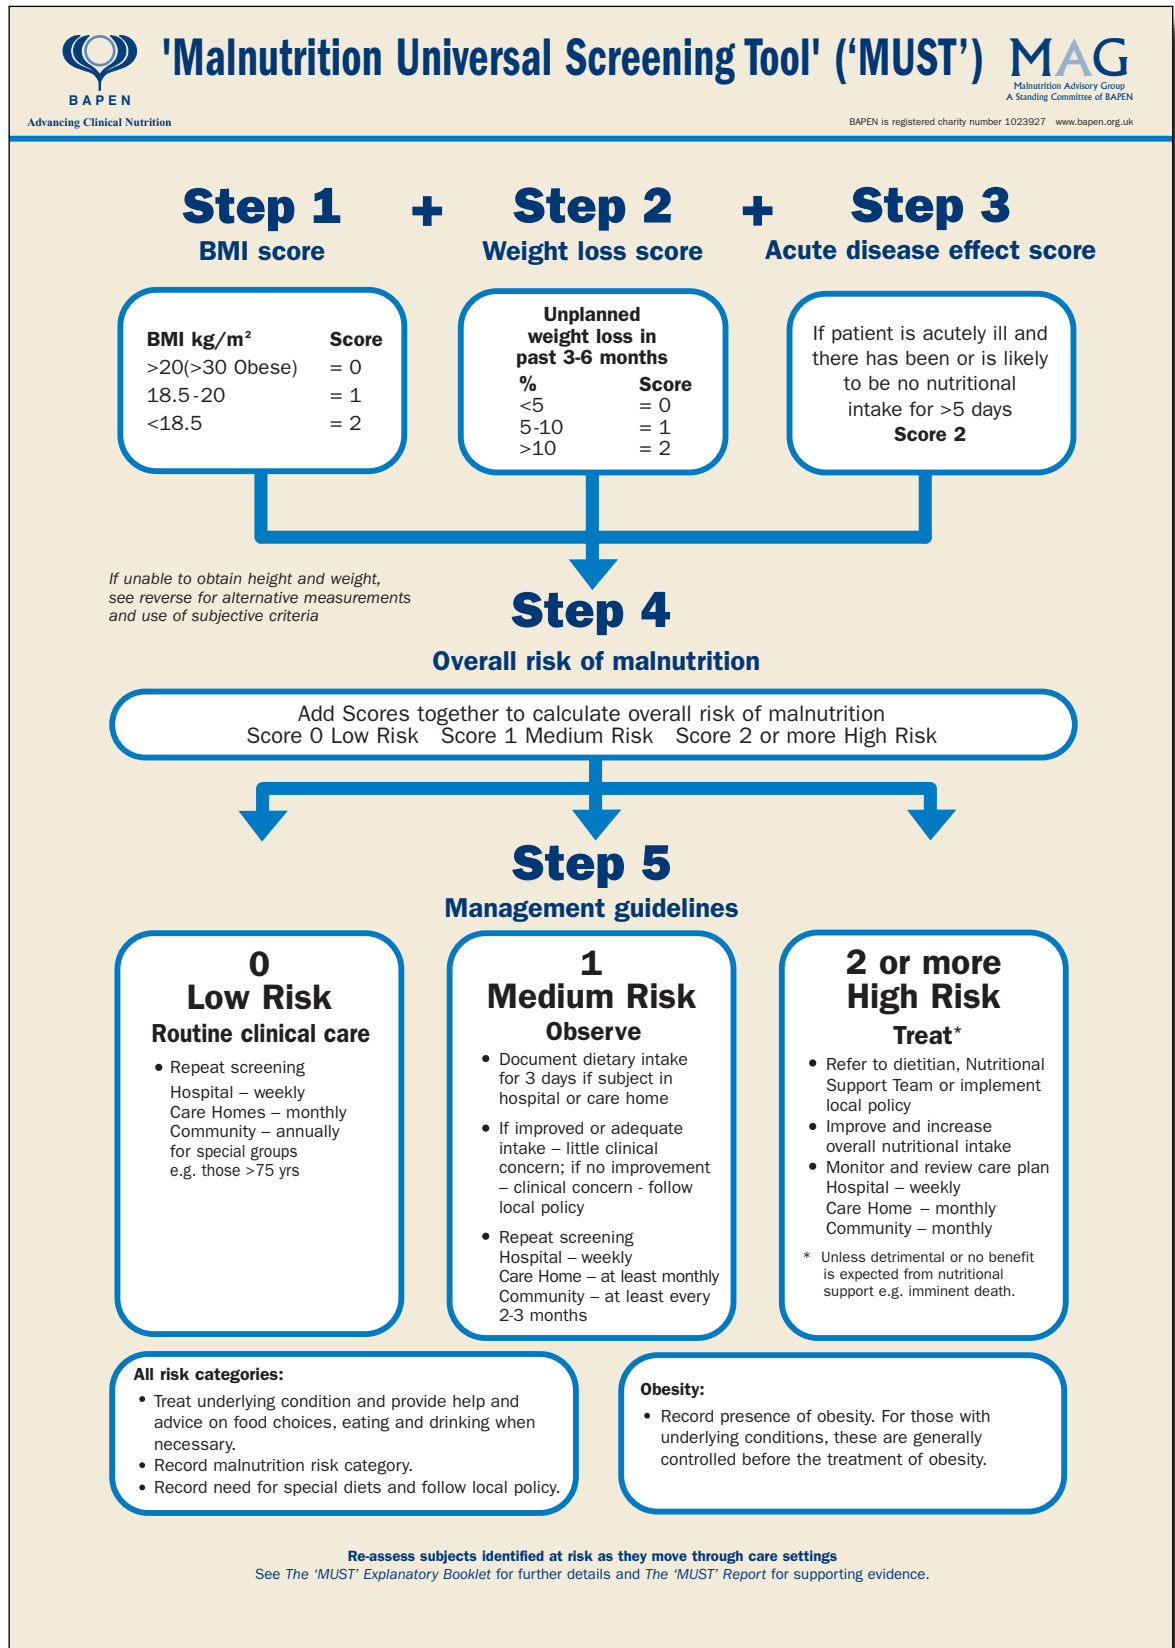 'Malnutrition Universal Screening Tool' (‘MUST’)
BAPEN
Advancing Clinical Nutrition
MAG
Malnutrition Advisory Group
A Standing Committee of BAPEN
BAPEN is registered charity number 1023927 www.bapen.org.uk
Step 1 + Step 2 + Step 3
BMI score
Weight loss score
Acute disease effect score
BMI kg/m² Score
>20(>30 Obese) = 0
18.5-20 = 1
<18.5 = 2
Unplanned
weight loss in
past 3-6 months
% Score
<5 = 0
5-10 = 1
>10 = 2
If patient is acutely ill and
there has been or is likely
to be no nutritional
intake for >5 days
Score 2
If unable to obtain height and weight,
see reverse for alternative measurements
and use of subjective criteria
Step 4
Overall risk of malnutrition
Add Scores together to calculate overall risk of malnutrition
Score 0 Low Risk Score 1 Medium Risk Score 2 or more High Risk
Step 5
Management guidelines
0
Low Risk
Routine clinical care
• Repeat screening
Hospital – weekly
Care Homes – monthly
Community – annually
for special groups
e.g. those >75 yrs
1
Medium Risk
Observe
• Document dietary intake
for 3 days if subject in
hospital or care home
• If improved or adequate
intake – little clinical
concern; if no improvement
– clinical concern - follow
local policy
• Repeat screening
Hospital – weekly
Care Home – at least monthly
Community – at least every
2-3 months
2 or more
High Risk
Treat*
• Refer to dietitian, Nutritional
Support Team or implement
local policy
• Improve and increase
overall nutritional intake
• Monitor and review care plan
Hospital – weekly
Care Home – monthly
Community – monthly
* Unless detrimental or no benefit
is expected from nutritional
support e.g. imminent death.
All risk categories:
• Treat underlying condition and provide help and
advice on food choices, eating and drinking when
necessary.
• Record malnutrition risk category.
• Record need for special diets and follow local policy.
Obesity:
• Record presence of obesity. For those with
underlying conditions, these are generally
controlled before the treatment of obesity.
Re-assess subjects identified at risk as they move through care settings
See The ‘MUST’ Explanatory Booklet for further details and The ‘MUST’ Report for supporting evidence.